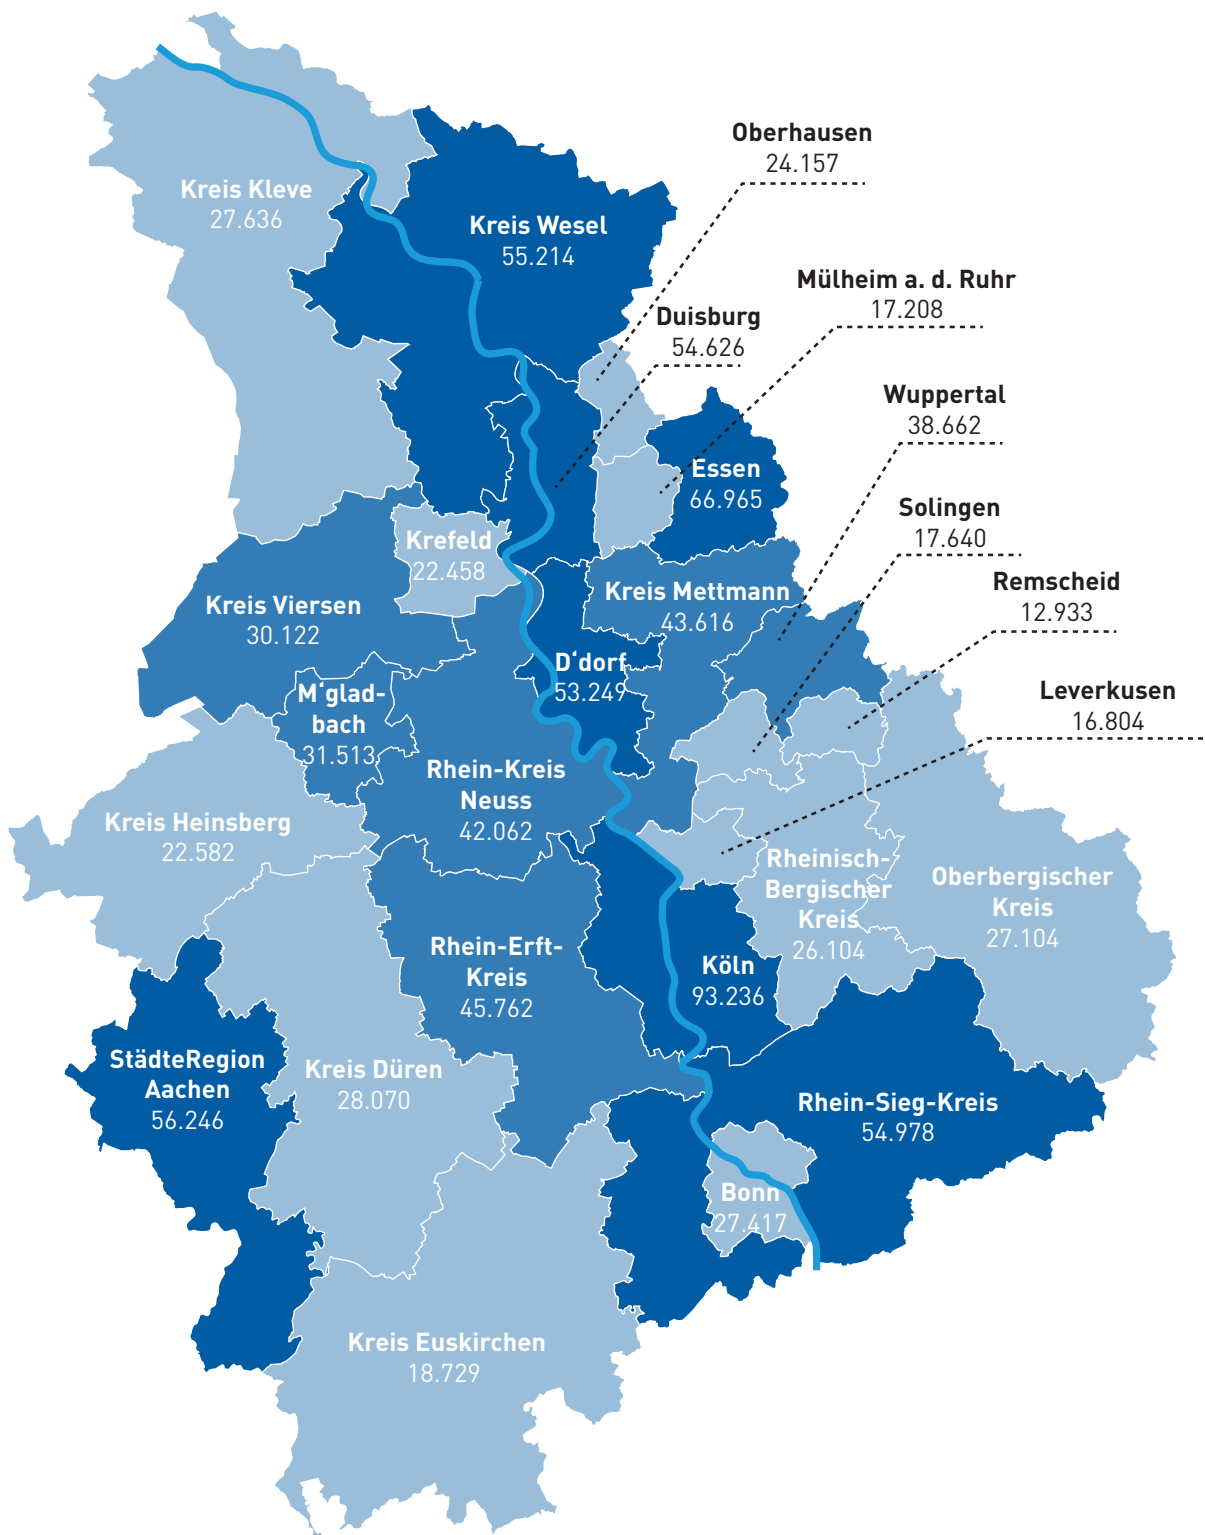 Oberhausen
24.157
Kreis Kleve
27.636
Kreis Wesel
55.214
Mülheim a. d. Ruhr
17.208
Duisburg
54.626
Wuppertal
38.662
Essen
66.965
Solingen
17.640
Krefeld
22.458
Remscheid
12.933
Kreis Viersen
30.122
Kreis Mettmann
43.616
D‘dorf
53.249
M‘glad-
bach
31.513
Leverkusen
16.804
Rhein-Kreis
Neuss
42.062
Kreis Heinsberg
22.582
Rheinisch-
Bergischer
Kreis
26.104
Oberbergischer
Kreis
27.104
Rhein-Erft-
Kreis
45.762
Köln
93.236
StädteRegion
Aachen
56.246
Kreis Düren
28.070
Rhein-Sieg-Kreis
54.978
Bonn
27.417
Kreis Euskirchen
18.729